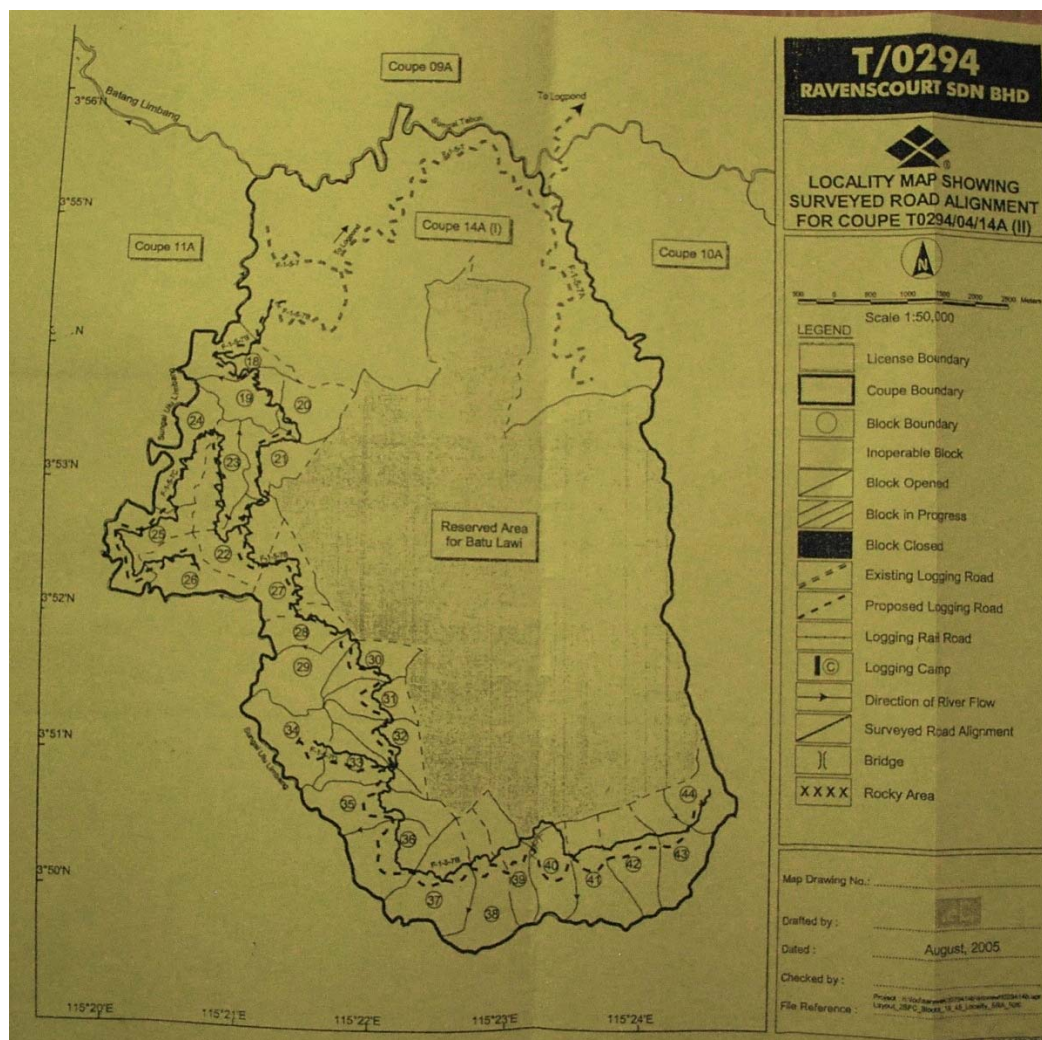 T/0294
RAVENSCOURT SDN BHD
®
LOCALITY MAP SHOWING
SURVEYED ROAD ALIGNMENT
FOR COUPE T0294/04/14A (II)
N
Scale 1:50,000
LEGEND
License Boundary
Coupe Boundary
Block Boundary
Inoperable Block
Block Opened
Block in Progress
Block Closed
Existing Logging Road
Proposed Logging Road
Logging Rail Road
C
Logging Camp
Direction of River Flow
Surveyed Road Alignment
Bridge
XXXX
Rocky Area
Map Drawing No.:
Drafted by :
Dated : August, 2005
Checked by :
File Reference :
Coupe 09A
To Logpond
Batang Limbang
3°56'N
3°55'N
Coupe 14A (I)
Coupe 11A
Coupe 10A
N
18
19
20
24
Sungai Ulu Limbang
23
21
3°53'N
Reserved Area
for Batu Lawi
25
22
26
27
3°52'N
28
29
30
31
34
32
3°51'N
Sungai Ulu Limbang
33
35
44
36
3°50'N
37
38
39
40
41
42
43
115°20'E
115°21'E
115°22'E
115°23'E
115°24'E